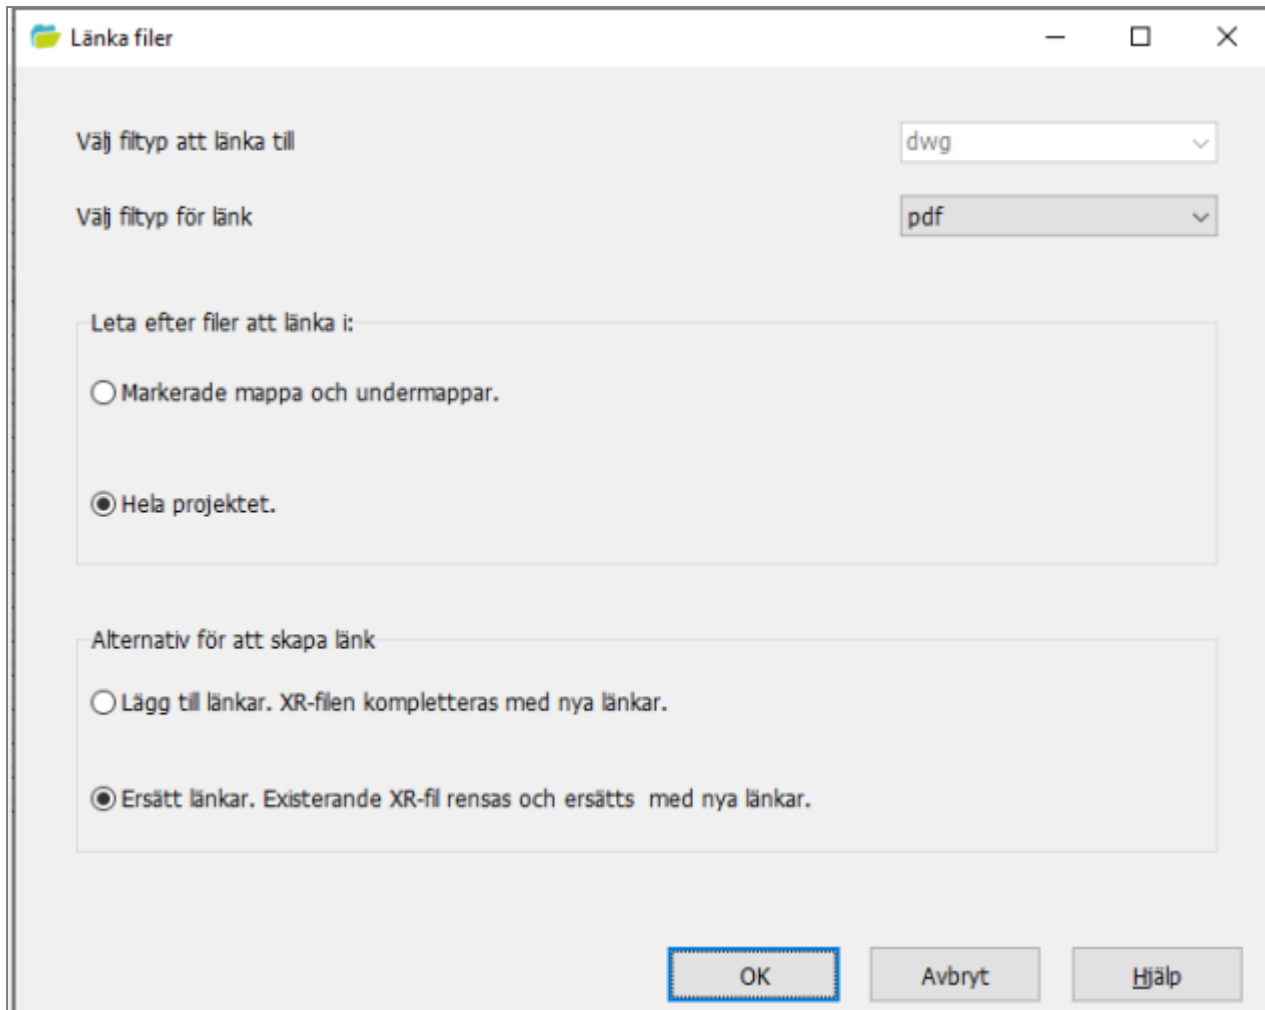 Länka filer
Välj filtyp att länka till
dwg
Välj filtyp för länk
pdf
Leta efter filer att länka i:
Markerade mappa och undermappar.
Hela projektet.
Alternativ för att skapa länk
Lägg till länkar. XR-filen kompletteras med nya länkar.
Ersätt länkar. Existerande XR-fil rensas och ersätts  med nya länkar.
OK
Avbryt
Hjälp